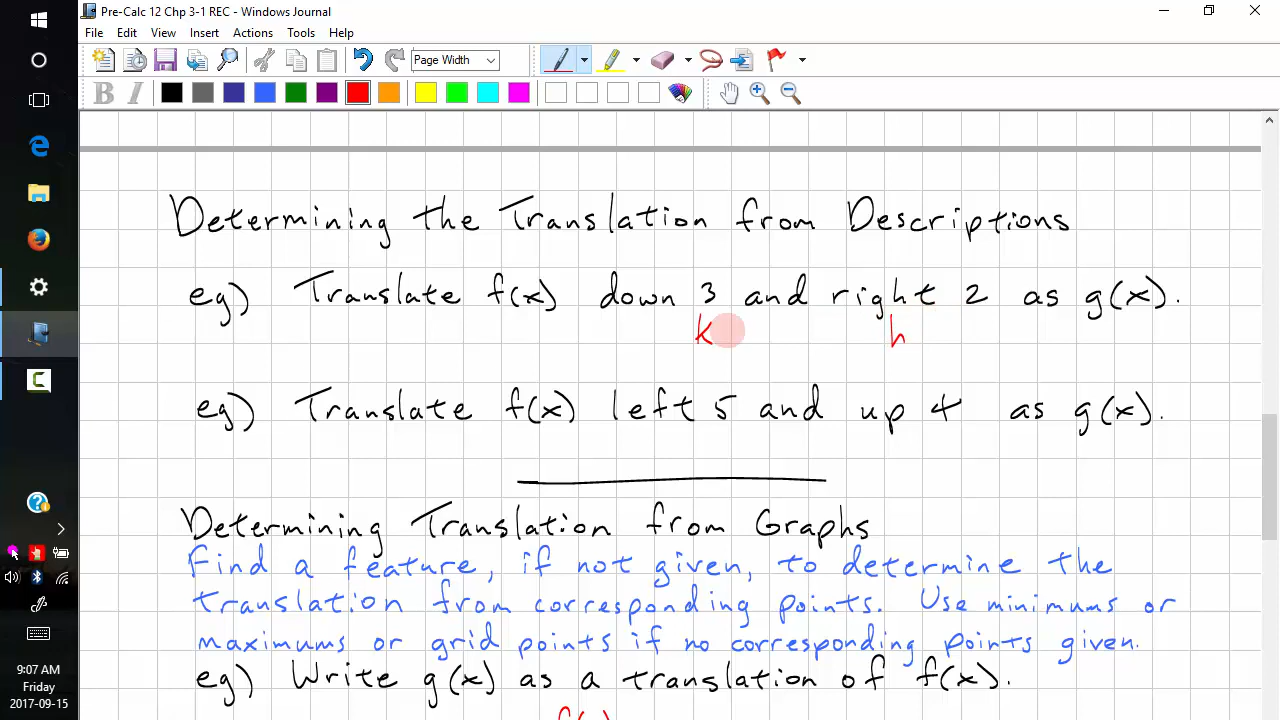 Pre-Calc 12 Chp 3-1 REC - Windows Journal
File Edit View Insert Actions Tools Help
Page Width
B I
Determining the Translation from Descriptions
eg) Translate f(x) down 3 and right 2 as g(x).
k h
eg) Translate f(x) left 5 and up 4 as g(x).
Determining Translation from Graphs
Find a feature, if not given, to determine the
translation from corresponding points. Use minimums or
maximums or grid points if no corresponding points given.
eg) Write g(x) as a translation of f(x).
9:07 AM
Friday
2017-09-15